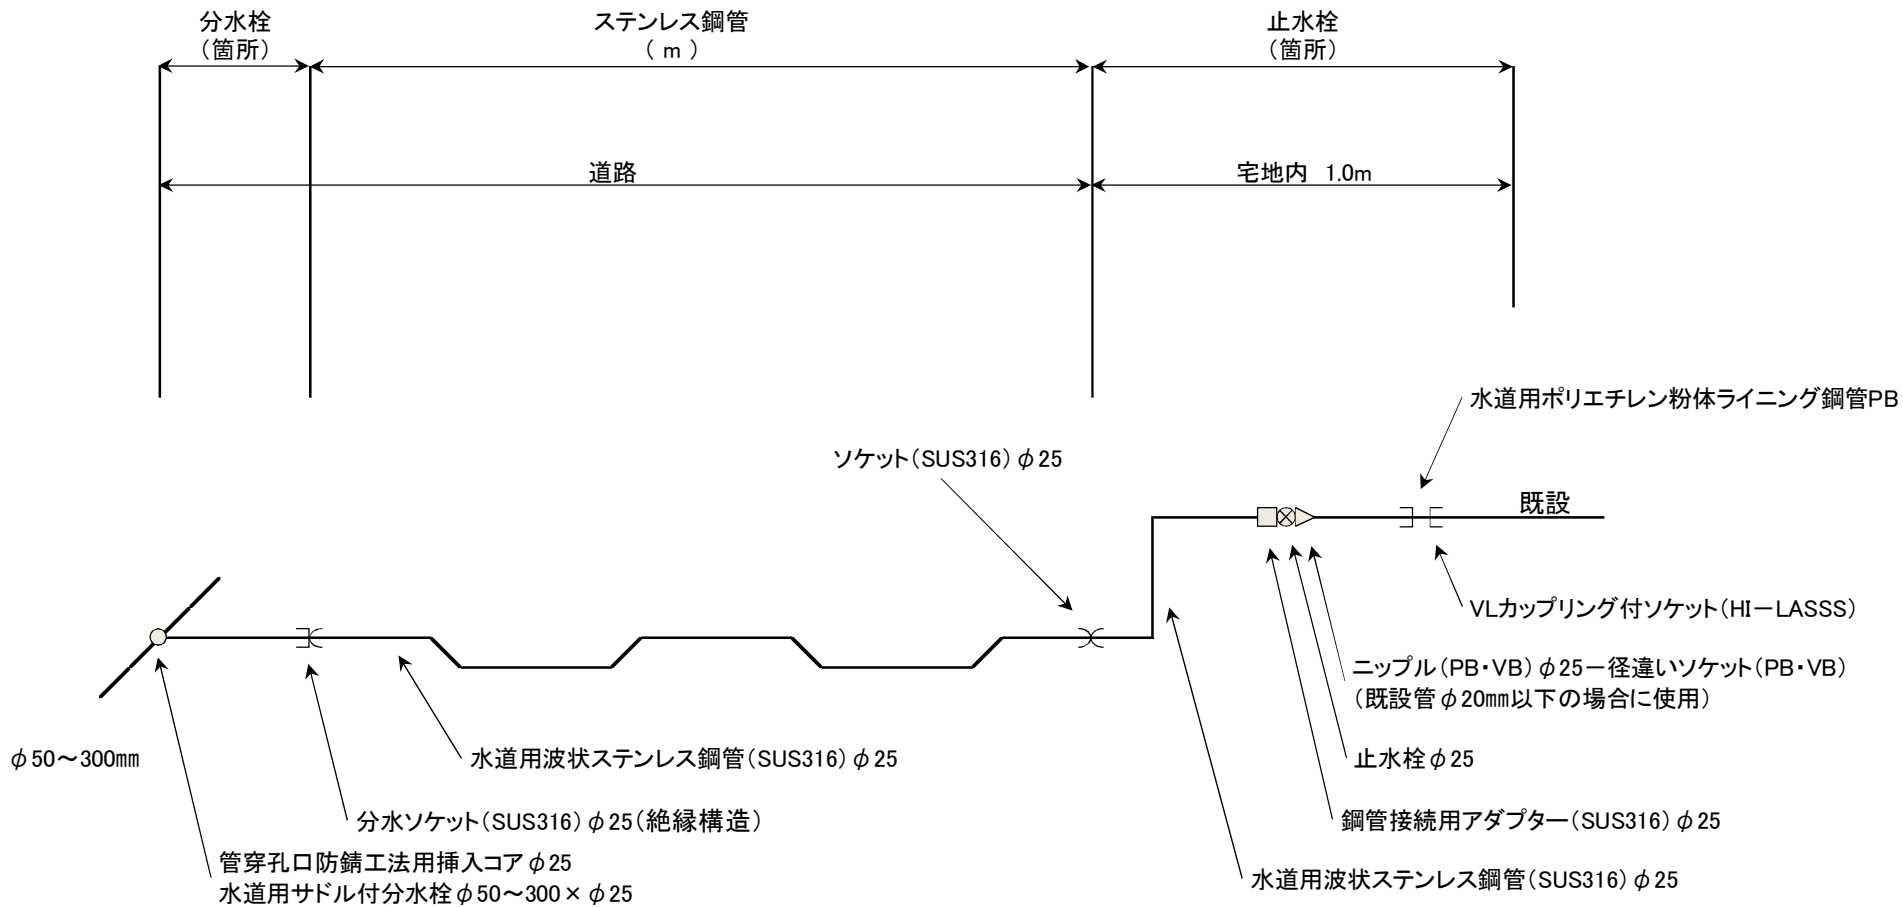 分水栓
(箇所)
ステンレス鋼管
( m )
止水栓
(箇所)
道路
宅地内 1.0m
水道用ポリエチレン粉体ライニング鋼管PB
ソケット(SUS316)φ25
既設
VLカップリング付ソケット(HI－LASSS)
ニップル(PB・VB)φ25－径違いソケット(PB・VB)
(既設管φ20㎜以下の場合に使用)
φ50～300㎜
水道用波状ステンレス鋼管(SUS316)φ25
止水栓φ25
分水ソケット(SUS316)φ25(絶縁構造)
鋼管接続用アダプター(SUS316)φ25
管穿孔口防錆工法用挿入コアφ25
水道用サドル付分水栓φ50～300×φ25
水道用波状ステンレス鋼管(SUS316)φ25